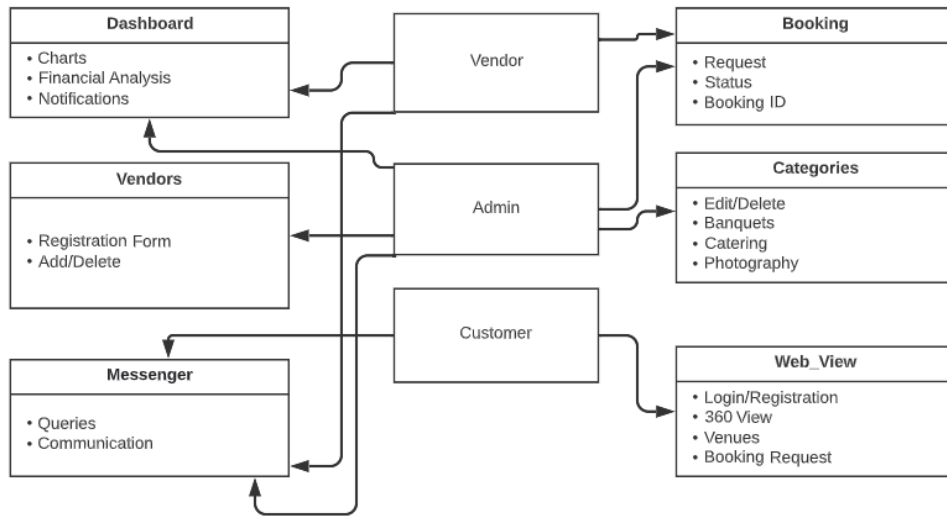 Dashboard
• Charts
• Financial Analysis
• Notifications
Vendors
• Registration Form
• Add/Delete
Messenger
• Queries
• Communication
Vendor
Admin
Customer
Booking
• Request
• Status
• Booking ID
Categories
• Edit/Delete
• Banquets
• Catering
• Photography
Web_View
• Login/Registration
• 360 View
• Venues
• Booking Request